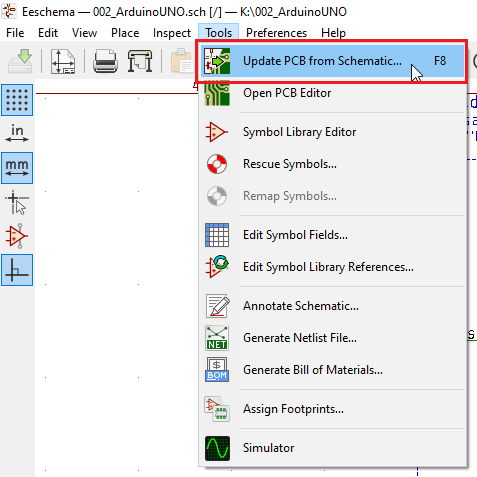 Eeschema — 002_ArduinoUNO.sch [/] — K:\002_ArduinoUNO
File Edit View Place Inspect Tools Preferences Help
Update PCB from Schematic... F8
Open PCB Editor
in
Symbol Library Editor
mm
Rescue Symbols...
Remap Symbols...
Edit Symbol Fields...
Edit Symbol Library References...
Annotate Schematic...
NET Generate Netlist File...
BOM Generate Bill of Materials...
Assign Footprints...
Simulator